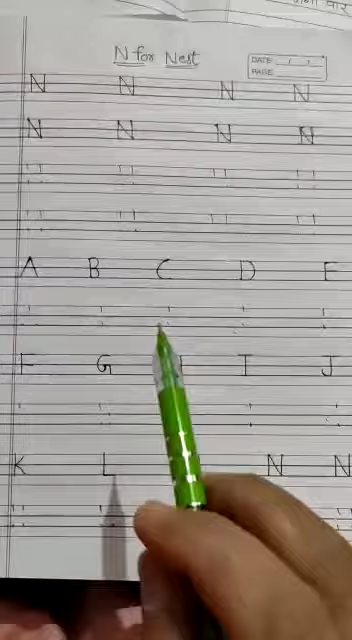 N for Nest
DATE
PAGE
N N N N
N N N N
A B C D E
F G I J
K L N N